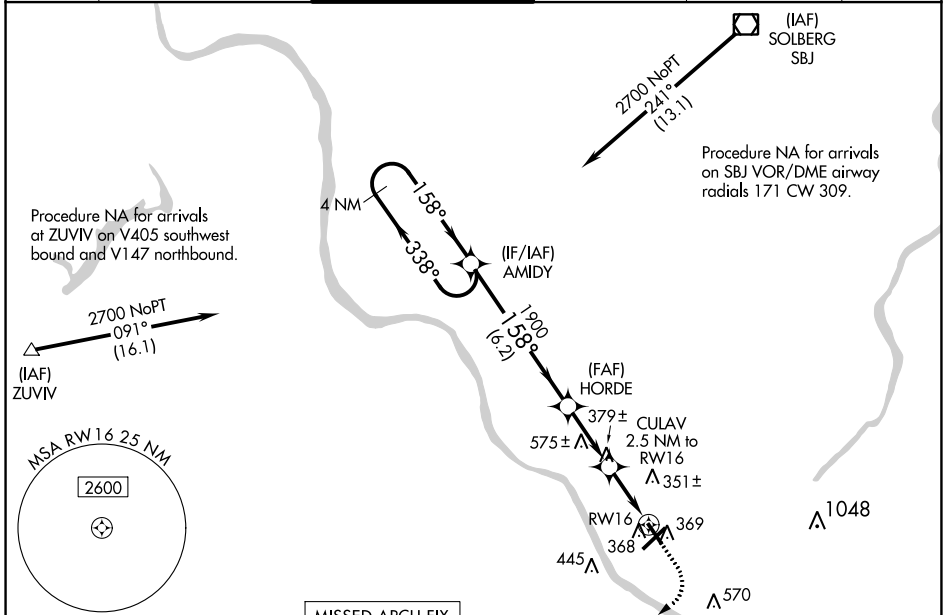 (IAF)
SOLBERG
SBJ
2700 NoPT
241°
(13.1)
Procedure NA for arrivals
on SBJ VOR/DME airway
radials 171 CW 309.
4 NM
158°
338°
(IF/IAF)
AMIDY
Procedure NA for arrivals
at ZUVIV on V405 southwest
bound and V147 northbound.
2700 NoPT
091°
(16.1)
(IAF)
ZUVIV
1900
158°
(6.2)
(FAF)
HORDE
379±
575±
CULAV
2.5 NM to
RW16
351±
MSA RW16 25 NM
2600
RW16
368
369
1048
445
570
MISSED APCH FIX